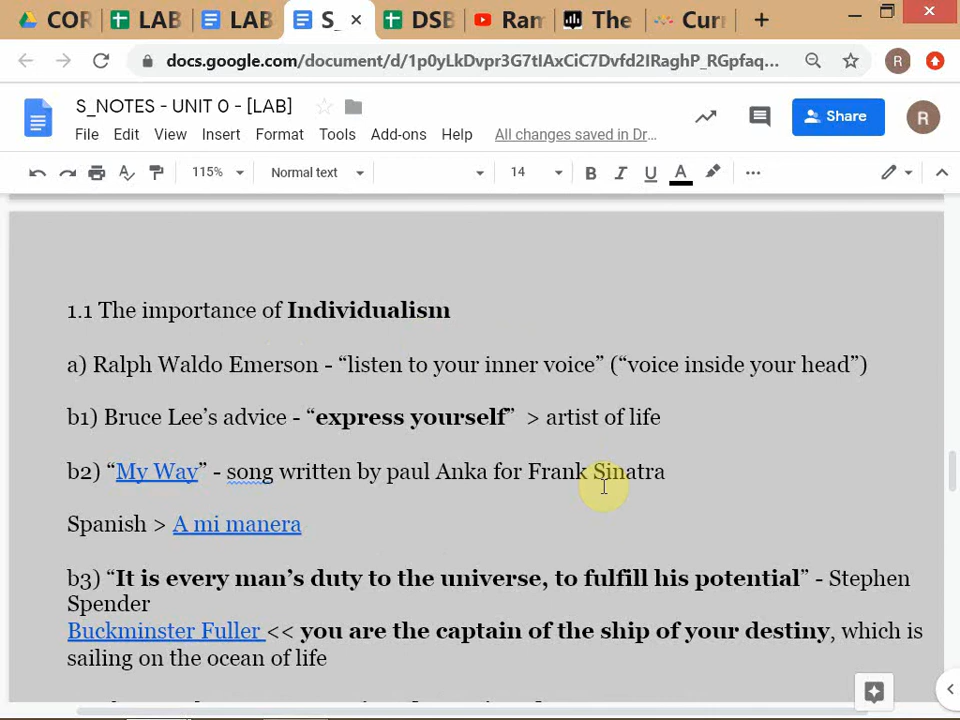 COR LAB LAB S_ × DSB Ram The Curr +
docs.google.com/document/d/1p0yLkDvpr3G7tIAxCiC7Dvfd2IRaghP_RGpfaq... R
S_NOTES - UNIT 0 - [LAB]
File Edit View Insert Format Tools Add-ons Help All changes saved in Dr...
Share R
115% Normal text 14 B I U A ...
1.1 The importance of Individualism
a) Ralph Waldo Emerson - “listen to your inner voice” (“voice inside your head”)
b1) Bruce Lee’s advice - “express yourself” > artist of life
b2) “My Way” - song written by paul Anka for Frank Sinatra
Spanish > A mi manera
b3) “It is every man’s duty to the universe, to fulfill his potential” - Stephen
Spender
Buckminster Fuller << you are the captain of the ship of your destiny, which is
sailing on the ocean of life